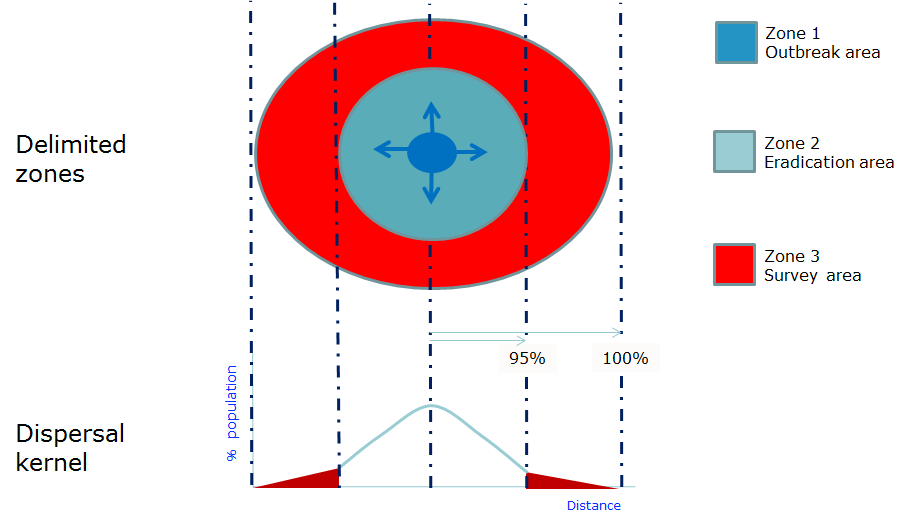 Zone 1
Outbreak area
Delimited
zones
Zone 2
Eradication area
Zone 3
Survey area
95%
100%
% population
Dispersal
kernel
Distance